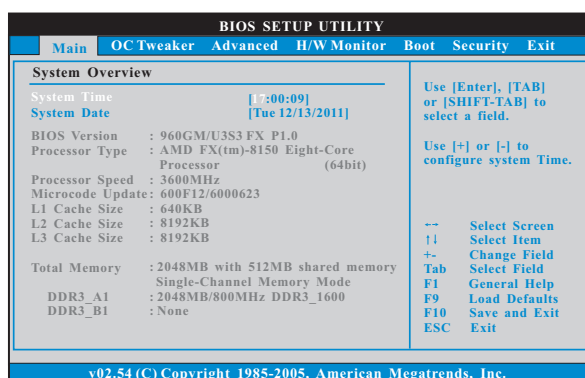 BIOS SETUP UTILITY
Main OC Tweaker Advanced H/W Monitor Boot Security Exit
System Overview
System Time [17:00:09]
System Date [Tue 12/13/2011]
BIOS Version : 960GM/U3S3 FX P1.0
Processor Type : AMD FX(tm)-8150 Eight-Core
Processor (64bit)
Processor Speed : 3600MHz
Microcode Update : 600F12/6000623
L1 Cache Size : 640KB
L2 Cache Size : 8192KB
L3 Cache Size : 8192KB
Total Memory : 2048MB with 512MB shared memory
Single-Channel Memory Mode
DDR3_A1 : 2048MB/800MHz DDR3_1600
DDR3_B1 : None
Use [Enter], [TAB]
or [SHIFT-TAB] to
select a field.
Use [+] or [-] to
configure system Time.
←→ Select Screen
↑↓ Select Item
+- Change Field
Tab Select Field
F1 General Help
F9 Load Defaults
F10 Save and Exit
ESC Exit
v02.54 (C) Copyright 1985-2005, American Megatrends, Inc.